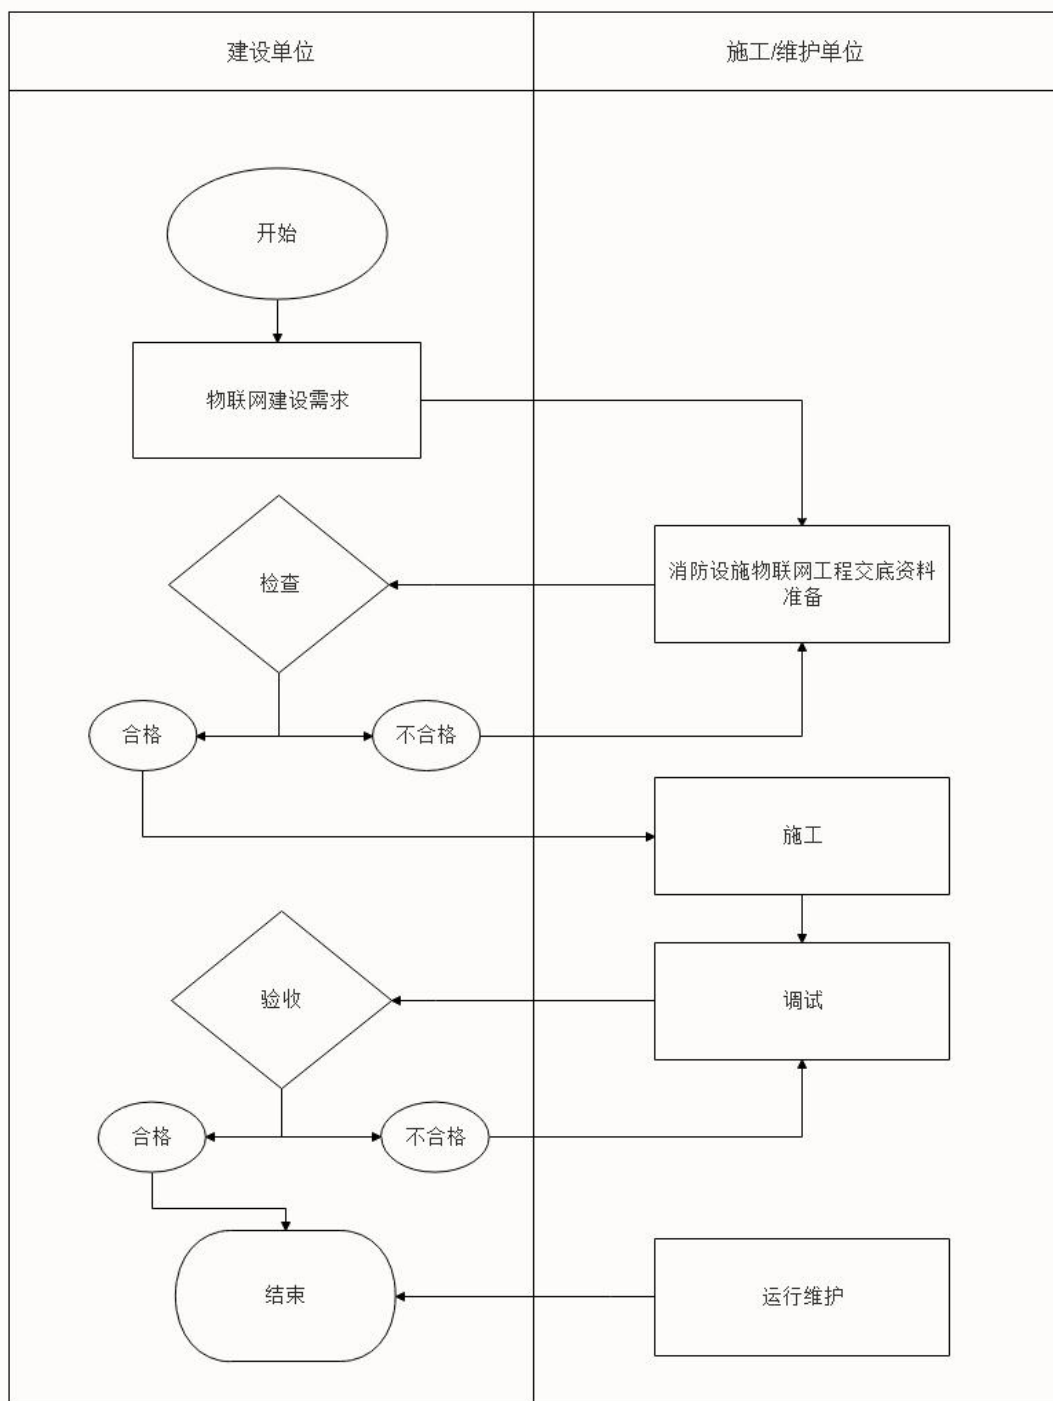 建设单位
施工/维护单位
开始
物联网建设需求
消防设施物联网工程交底资料
准备
检查
合格
不合格
施工
验收
调试
合格
不合格
结束
运行维护